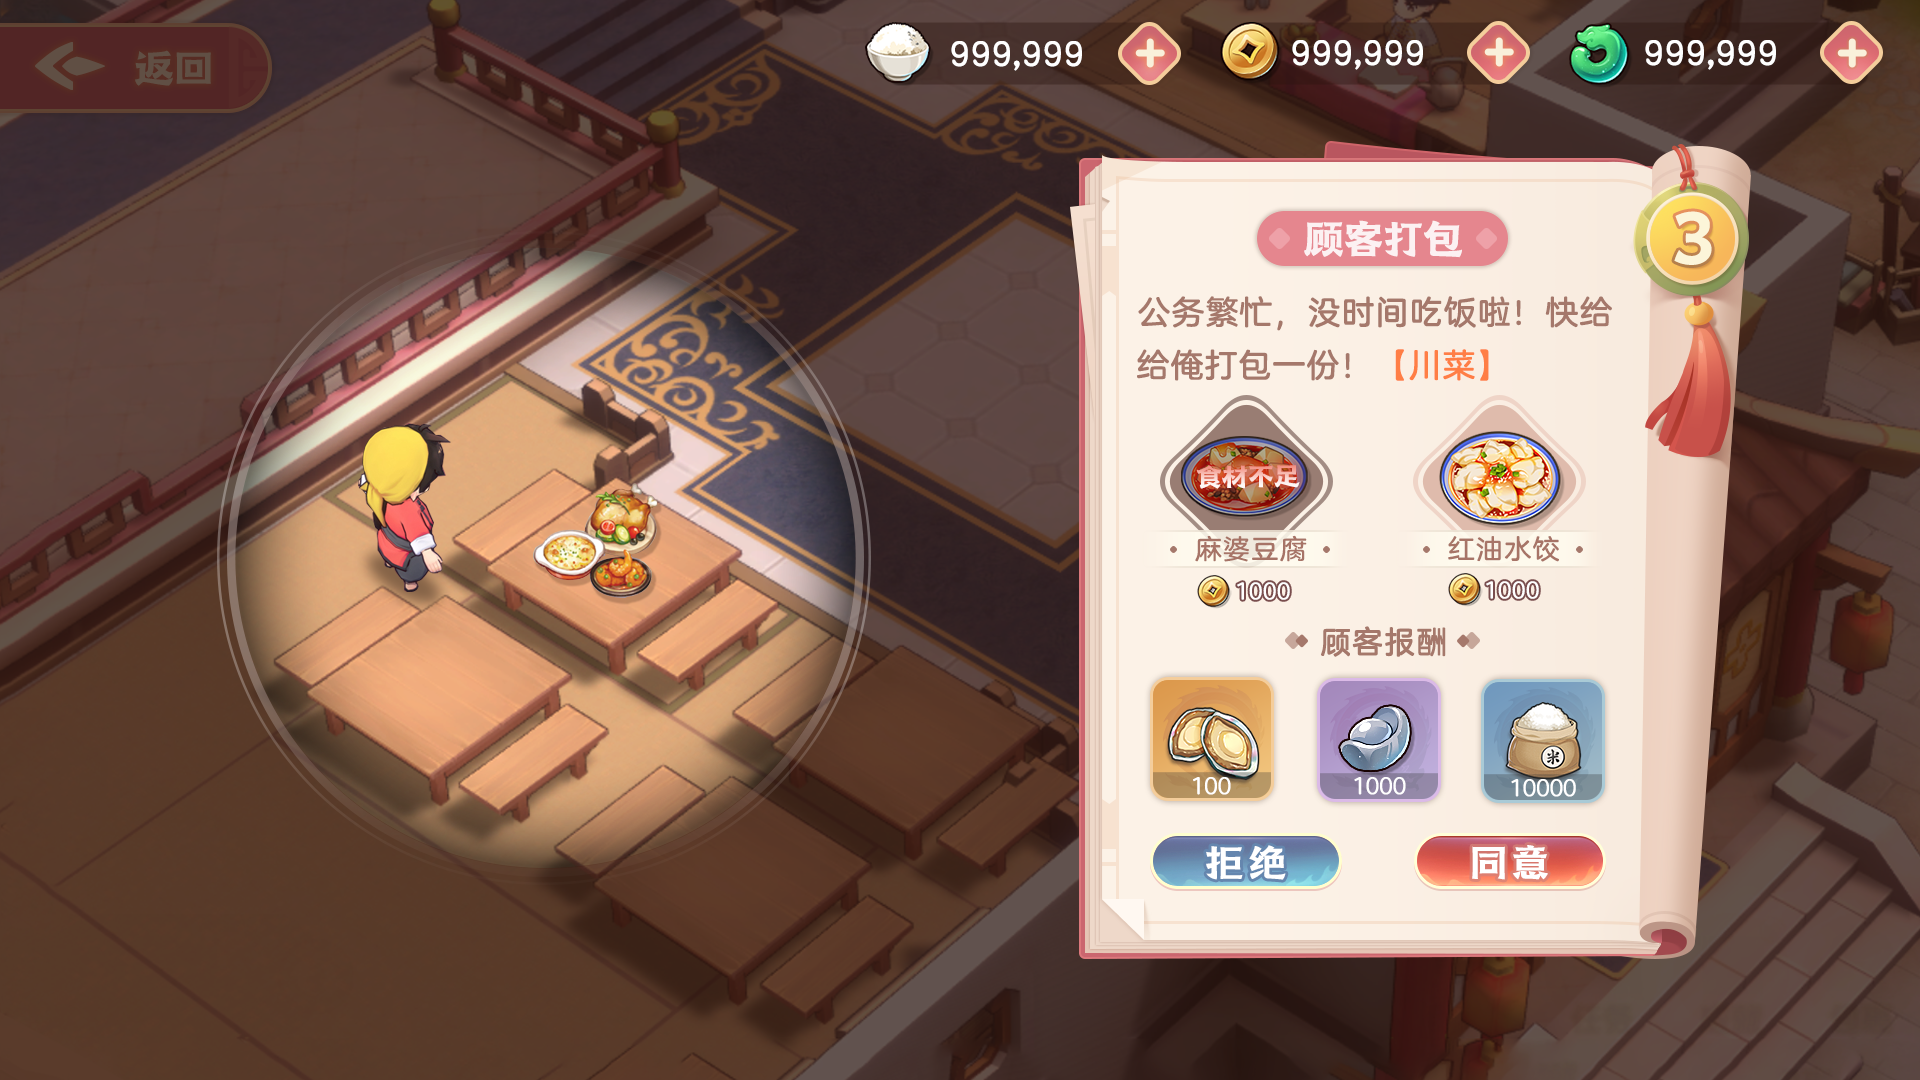 返回
999,999
999,999
999,999
3
顾客打包
公务繁忙，没时间吃饭啦！快给
给俺打包一份！【川菜】
食材不足
麻婆豆腐
红油水饺
1000
1000
顾客报酬
米
100
1000
10000
拒绝
同意